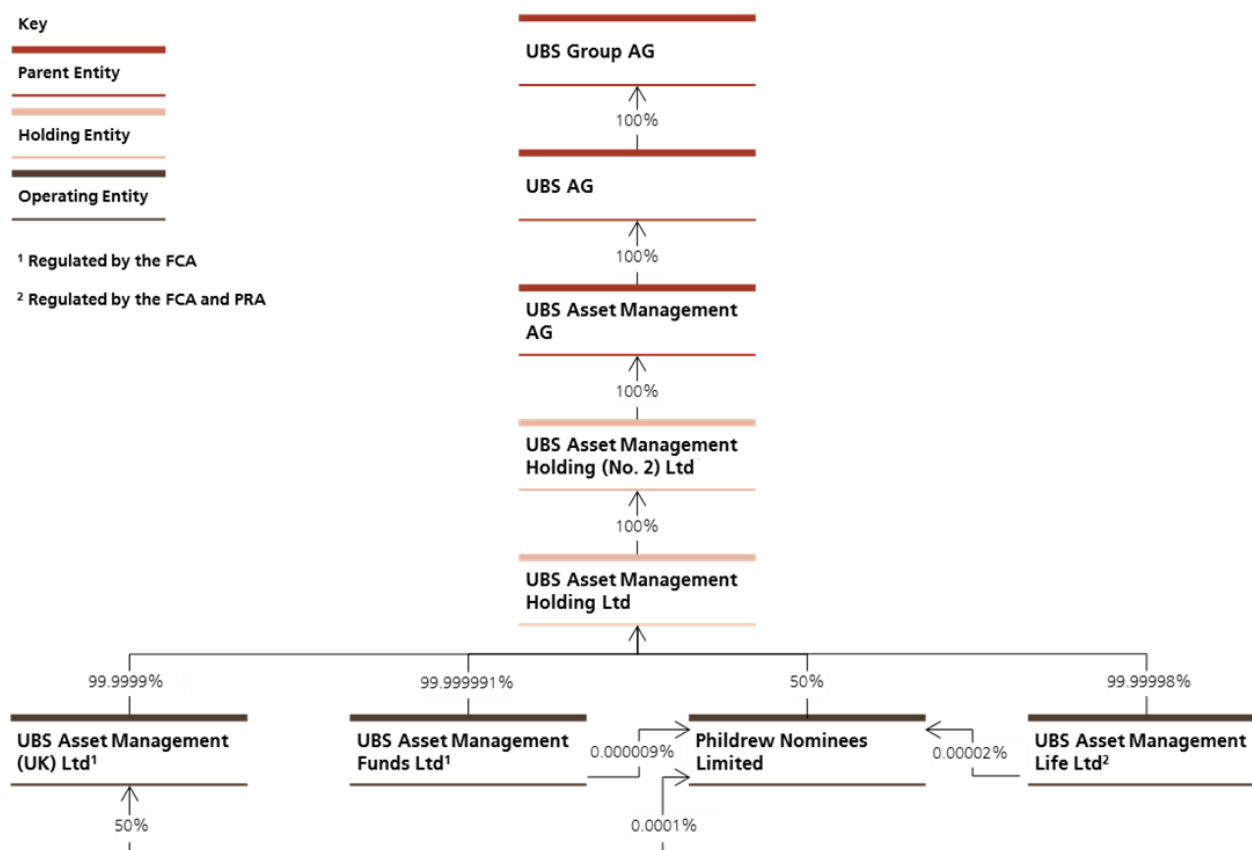 Key
Parent Entity
Holding Entity
Operating Entity
¹ Regulated by the FCA
² Regulated by the FCA and PRA
UBS Group AG
100%
UBS AG
100%
UBS Asset Management
AG
100%
UBS Asset Management
Holding (No. 2) Ltd
100%
UBS Asset Management
Holding Ltd
99.9999%
99.999991%
50%
99.99998%
UBS Asset Management
(UK) Ltd¹
UBS Asset Management
Funds Ltd¹
0.000009%
Phildrew Nominees
Limited
0.00002%
UBS Asset Management
Life Ltd²
50%
0.0001%